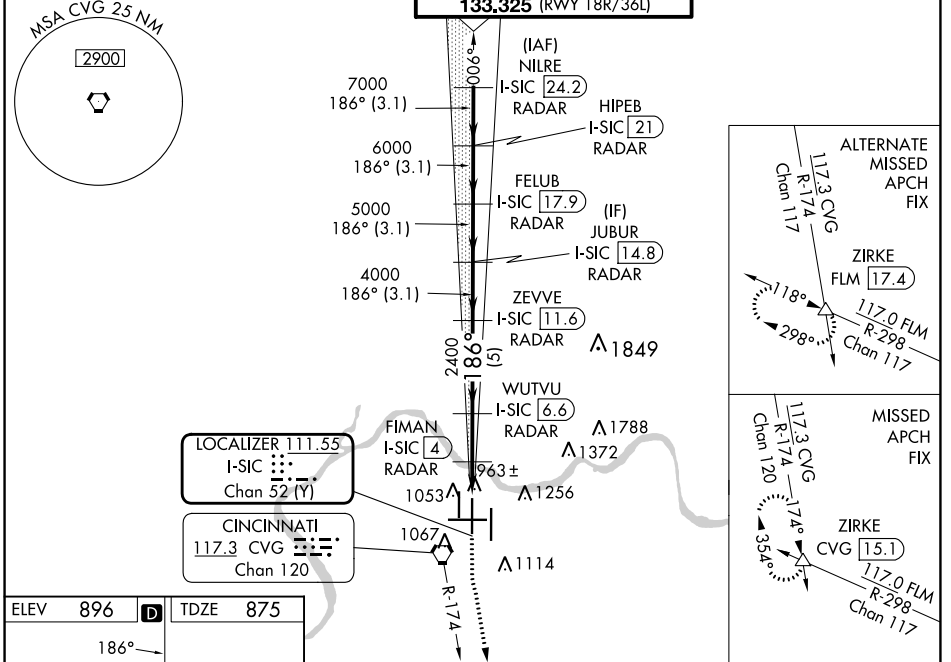 133.325 (RWY 18R/36L)
MSA CVG 25 NM
2900
006°
(IAF)
NILRE
I-SIC 24.2
RADAR
7000
186° (3.1)
HIPEB
I-SIC 21
RADAR
6000
186° (3.1)
FELUB
I-SIC 17.9
RADAR
5000
186° (3.1)
(IF)
JUBUR
I-SIC 14.8
RADAR
4000
186° (3.1)
ZEVVE
I-SIC 11.6
RADAR
2400
186°
(5)
1849
WUTVU
I-SIC 6.6
RADAR
1788
1372
FIMAN
I-SIC 4
RADAR
963±
1053
1256
1067
1114
R-174
LOCALIZER 111.55
I-SIC
Chan 52 (Y)
CINCINNATI
117.3 CVG
Chan 120
ALTERNATE
MISSED
APCH
FIX
117.3 CVG
R-174
Chan 117
ZIRKE
FLM 17.4
118°
298°
117.0 FLM
R-298
Chan 117
MISSED
APCH
FIX
117.3 CVG
R-174
Chan 120
174°
354°
ZIRKE
CVG 15.1
117.0 FLM
R-298
Chan 117
ELEV 896 D TDZE 875
186°